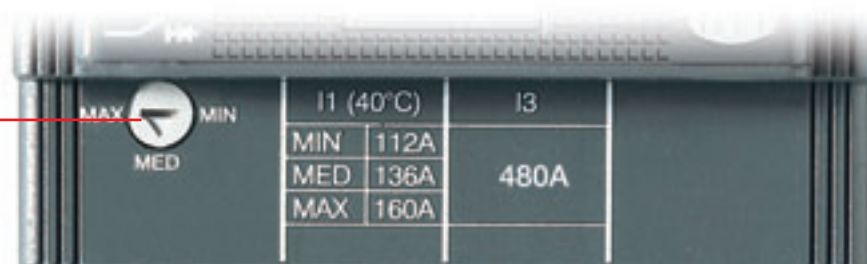 I1 (40°C) I3
MAX MIN
MIN 112A
MED
MED 136A 480A
MAX 160A